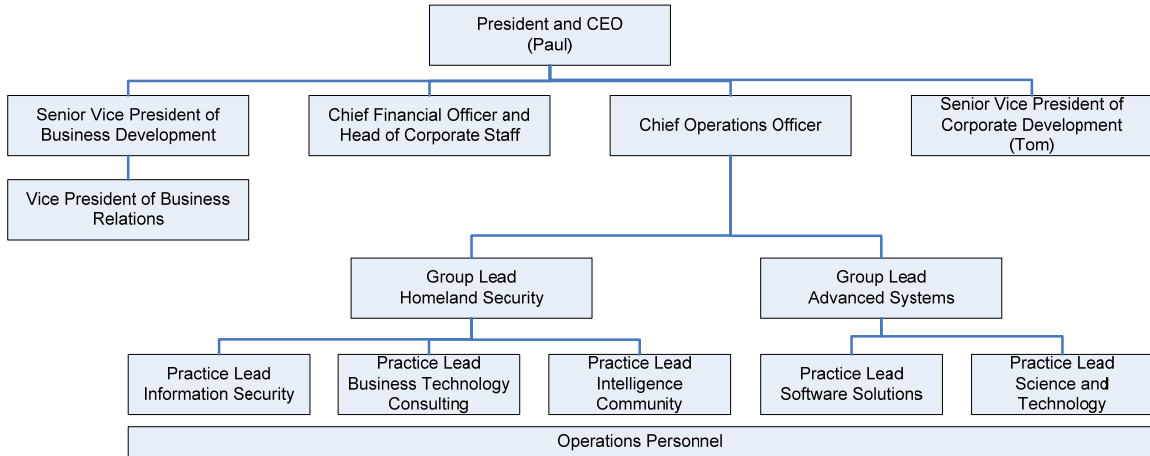 President and CEO
(Paul)
Senior Vice President of
Business Development
Chief Financial Officer and
Head of Corporate Staff
Chief Operations Officer
Senior Vice President of
Corporate Development
(Tom)
Vice President of Business
Relations
Group Lead
Homeland Security
Group Lead
Advanced Systems
Practice Lead
Information Security
Practice Lead
Business Technology
Consulting
Practice Lead
Intelligence
Community
Practice Lead
Software Solutions
Practice Lead
Science and
Technology
Operations Personnel